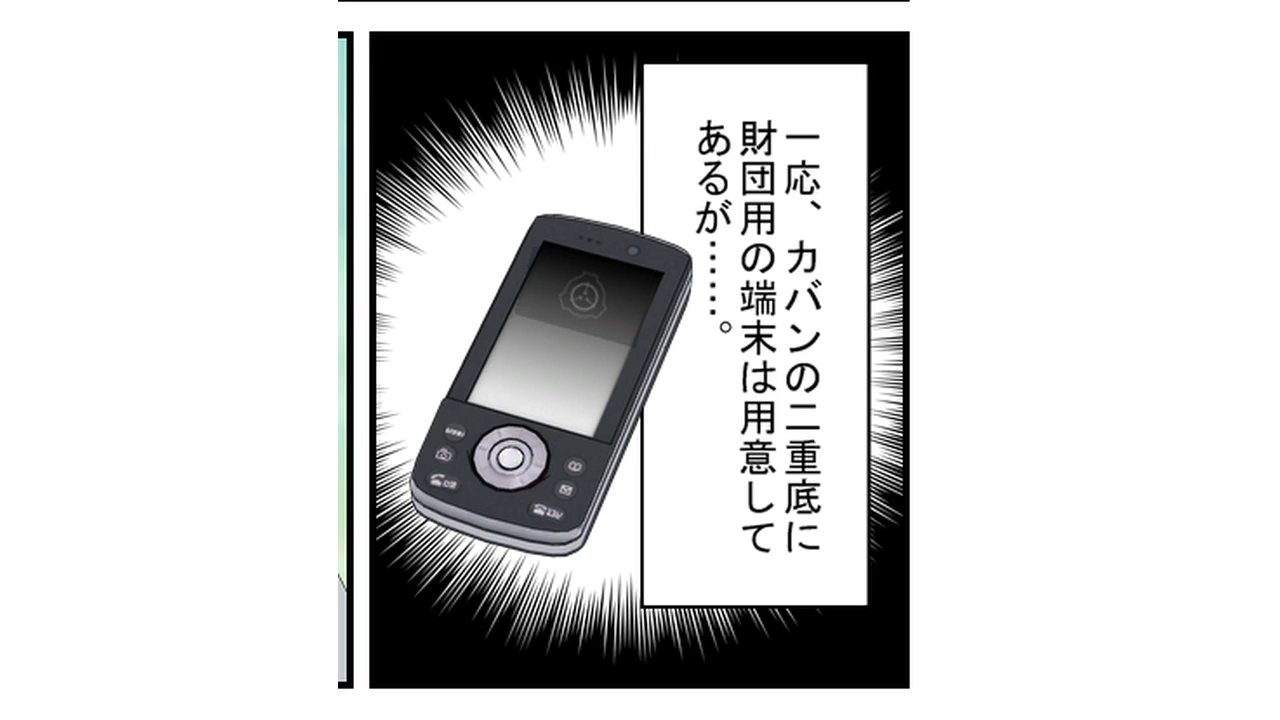 一応、カバンの二重底に
財団用の端末は用意して
あるが……。